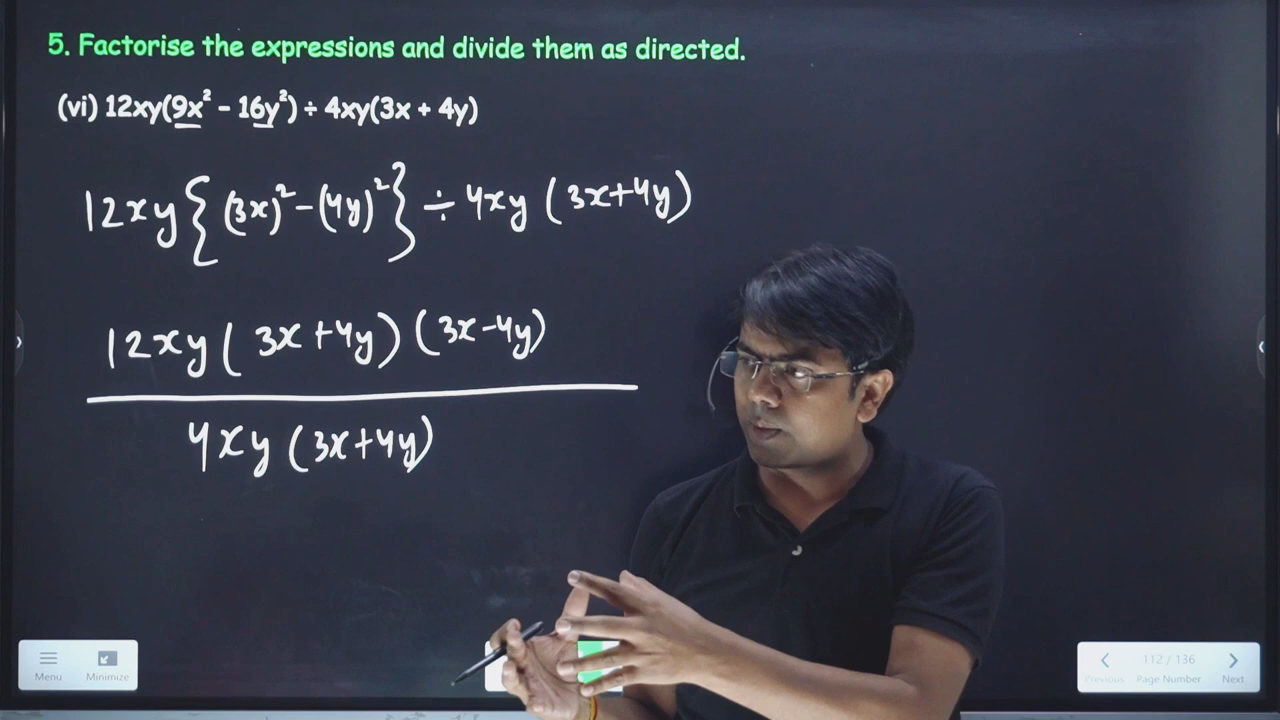 5. Factorise the expressions and divide them as directed.
(vi) 12xy(9x² - 16y²) ÷ 4xy(3x + 4y)
12xy{(3x)²-(4y)²} ÷ 4xy (3x+4y)
12xy( 3x+4y) (3x-4y)
4xy (3x+4y)
Menu Minimize
112 / 136
Previous Page Number Next